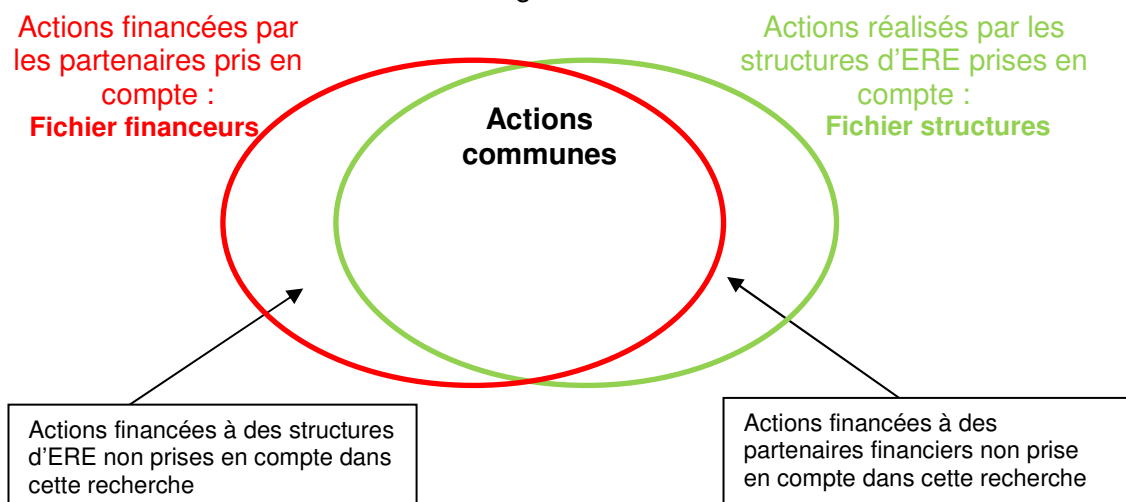 Actions financées par
les partenaires pris en
compte :
Fichier financeurs
Actions réalisés par les
structures d'ERE prises en
compte :
Fichier structures
Actions
communes
Actions financées à des structures
d'ERE non prises en compte dans
cette recherche
Actions financées à des
partenaires financiers non prise
en compte dans cette recherche